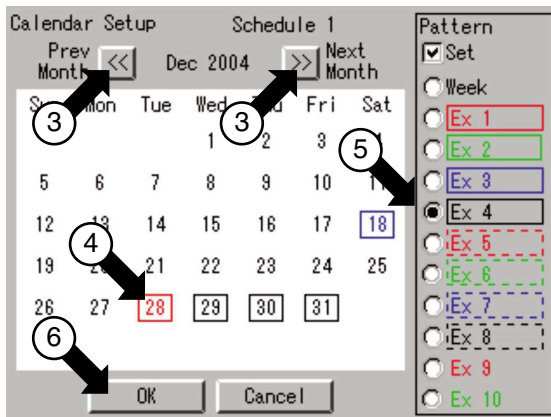 Calendar Setup Schedule 1
Prev Month << Dec 2004 >> Next Month
Mon Tue Wed Fri Sat
1 2 3
5 6 7 8 9 10 11
12 13 14 15 16 17 18
19 21 22 23 24 25
26 27 28 29 30 31
OK Cancel
3
3
4
5
6
Pattern
Set
Week
Ex 1
Ex 2
Ex 3
Ex 4
Ex 5
Ex 6
Ex 7
Ex 8
Ex 9
Ex 10